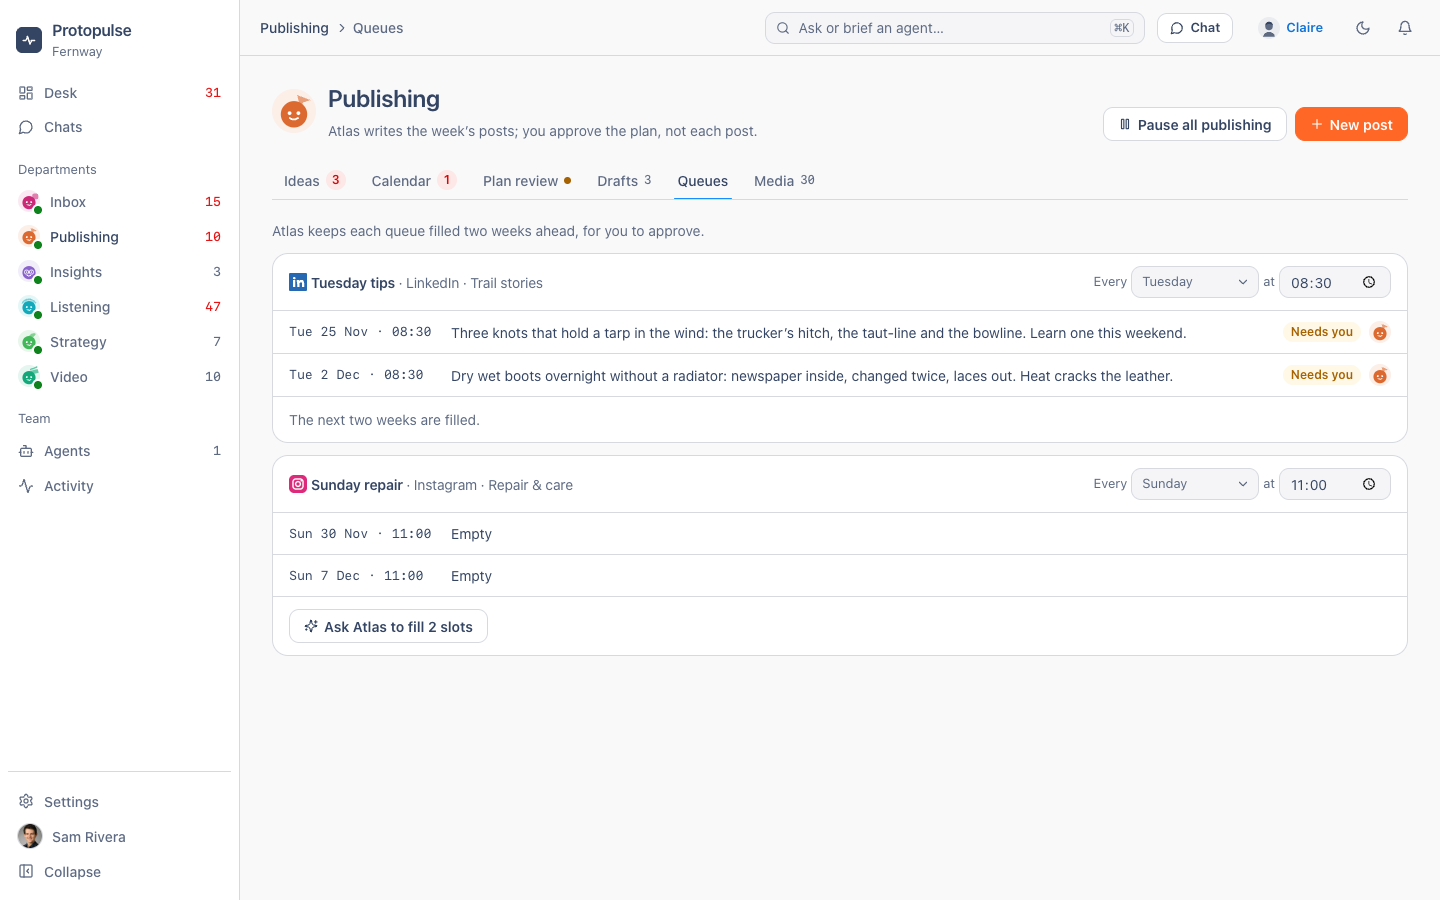 Protopulse
Fernway
Desk 31
Chats
Departments
Inbox 15
Publishing 10
Insights 3
Listening 47
Strategy 7
Video 10
Team
Agents 1
Activity
Settings
Sam Rivera
Collapse
Publishing > Queues
Ask or brief an agent… ⌘K
Chat
Claire
Publishing
Atlas writes the week’s posts; you approve the plan, not each post.
Pause all publishing
+ New post
Ideas 3 Calendar 1 Plan review Drafts 3 Queues Media 30
Atlas keeps each queue filled two weeks ahead, for you to approve.
in Tuesday tips · LinkedIn · Trail stories Every Tuesday at 08:30
Tue 25 Nov · 08:30 Three knots that hold a tarp in the wind: the trucker’s hitch, the taut-line and the bowline. Learn one this weekend. Needs you
Tue 2 Dec · 08:30 Dry wet boots overnight without a radiator: newspaper inside, changed twice, laces out. Heat cracks the leather. Needs you
The next two weeks are filled.
Sunday repair · Instagram · Repair & care Every Sunday at 11:00
Sun 30 Nov · 11:00 Empty
Sun 7 Dec · 11:00 Empty
Ask Atlas to fill 2 slots